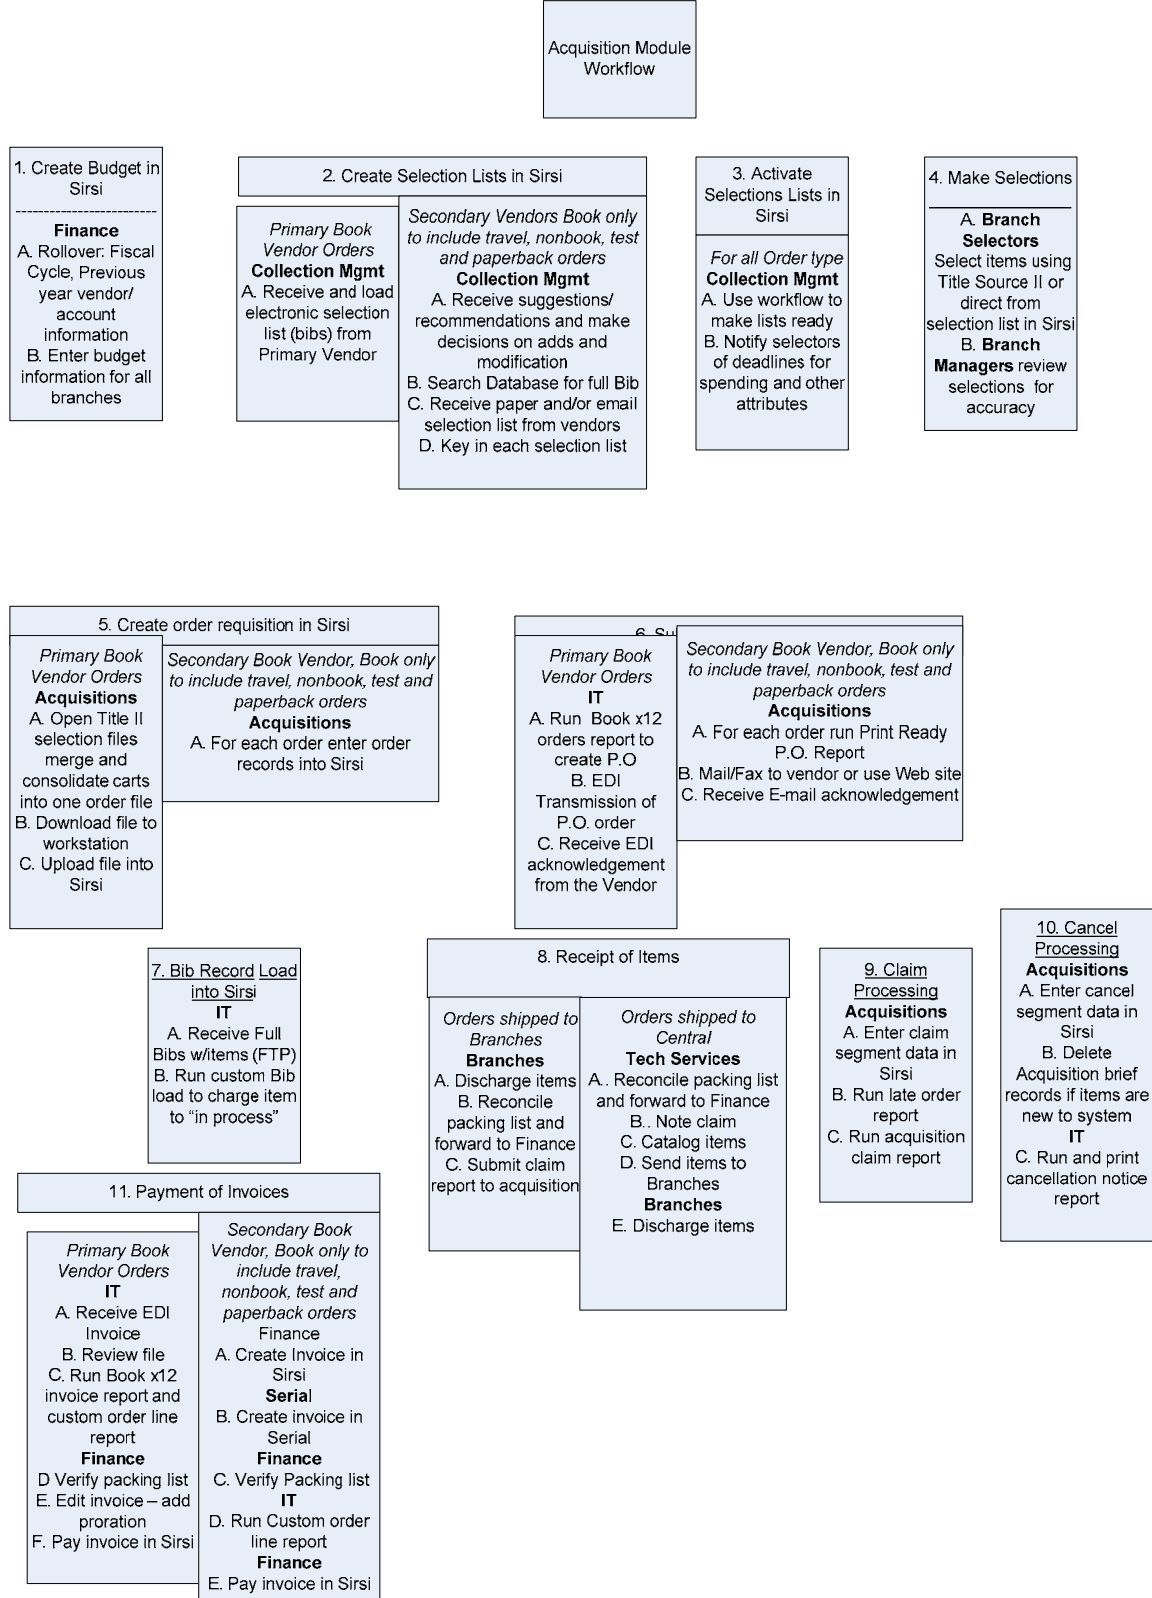 Acquisition Module
Workflow
1. Create Budget in
Sirsi
---------------------------
Finance
A. Rollover: Fiscal
Cycle, Previous
year vendor/
account
information
B. Enter budget
information for all
branches
2. Create Selection Lists in Sirsi
Primary Book
Vendor Orders
Collection Mgmt
A. Receive and load
electronic selection
list (bibs) from
Primary Vendor
Secondary Vendors Book only
to include travel, nonbook, test
and paperback orders
Collection Mgmt
A. Receive suggestions/
recommendations and make
decisions on adds and
modification
B. Search Database for full Bib
C. Receive paper and/or email
selection list from vendors
D. Key in each selection list
3. Activate
Selections Lists in
Sirsi
For all Order type
Collection Mgmt
A. Use workflow to
make lists ready
B. Notify selectors
of deadlines for
spending and other
attributes
4. Make Selections
A. Branch
Selectors
Select items using
Title Source II or
direct from
selection list in Sirsi
B. Branch
Managers review
selections for
accuracy
5. Create order requisition in Sirsi
Primary Book
Vendor Orders
Acquisitions
A. Open Title II
selection files
merge and
consolidate carts
into one order file
B. Download file to
workstation
C. Upload file into
Sirsi
Secondary Book Vendor, Book only
to include travel, nonbook, test and
paperback orders
Acquisitions
A. For each order enter order
records into Sirsi
6. Su
Primary Book
Vendor Orders
IT
A. Run Book x12
orders report to
create P.O
B. EDI
Transmission of
P.O. order
C. Receive EDI
acknowledgement
from the Vendor
Secondary Book Vendor, Book only
to include travel, nonbook, test and
paperback orders
Acquisitions
A. For each order run Print Ready
P.O. Report
B. Mail/Fax to vendor or use Web site
C. Receive E-mail acknowledgement
7. Bib Record Load
into Sirsi
IT
A. Receive Full
Bibs w/items (FTP)
B. Run custom Bib
load to charge item
to “in process”
8. Receipt of Items
Orders shipped to
Branches
Branches
A. Discharge items
B. Reconcile
packing list and
forward to Finance
C. Submit claim
report to acquisition
Orders shipped to
Central
Tech Services
A.. Reconcile packing list
and forward to Finance
B.. Note claim
C. Catalog items
D. Send items to
Branches
Branches
E. Discharge items
9. Claim
Processing
Acquisitions
A. Enter claim
segment data in
Sirsi
B. Run late order
report
C. Run acquisition
claim report
10. Cancel
Processing
Acquisitions
A. Enter cancel
segment data in
Sirsi
B. Delete
Acquisition brief
records if items are
new to system
IT
C. Run and print
cancellation notice
report
11. Payment of Invoices
Primary Book
Vendor Orders
IT
A. Receive EDI
Invoice
B. Review file
C. Run Book x12
invoice report and
custom order line
report
Finance
D Verify packing list
E. Edit invoice – add
proration
F. Pay invoice in Sirsi
Secondary Book
Vendor, Book only to
include travel,
nonbook, test and
paperback orders
Finance
A. Create Invoice in
Sirsi
Serial
B. Create invoice in
Serial
Finance
C. Verify Packing list
IT
D. Run Custom order
line report
Finance
E. Pay invoice in Sirsi